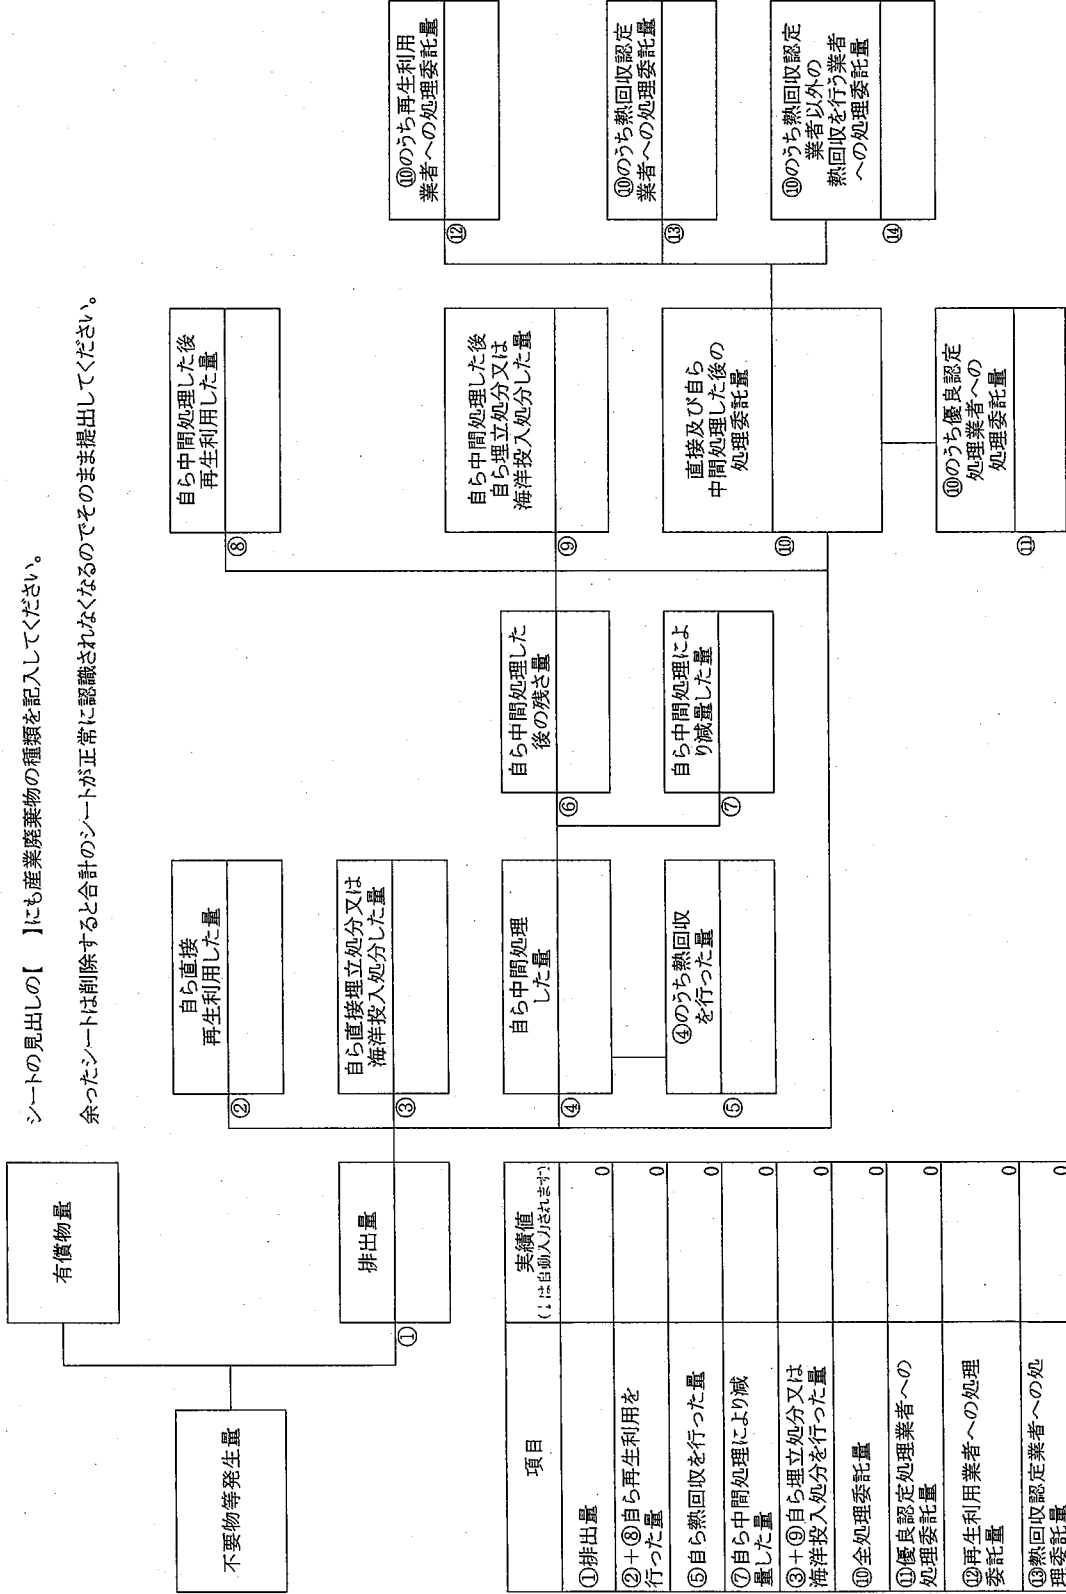 シートの見出しの【　】にも産業廃棄物の種類を記入してください。
余ったシートは削除すると合計のシートが正常に認識されなくなるのでそのまま提出してください。
不要物等発生量
有償物量
排出量
①
自ら直接
再生利用した量
②
自ら直接埋立処分又は
海洋投入処分した量
③
自ら中間処理
した量
④
④のうち熱回収
を行った量
⑤
自ら中間処理した
後の残さ量
⑥
自ら中間処理によ
り減量した量
⑦
自ら中間処理した後
再生利用した量
⑧
自ら中間処理した後
自ら埋立処分又は
海洋投入処分した量
⑨
直接及び自ら
中間処理した後の
処理委託量
⑩
⑩のうち優良認定
処理業者への
処理委託量
⑪
⑩のうち再生利用
業者への処理委託量
⑫
⑩のうち熱回収認定
業者への処理委託量
⑬
⑩のうち熱回収認定
業者以外の
熱回収を行う業者
への処理委託量
⑭
項目
実績値
(↓は自動入力されます)
①排出量
0
②+⑧自ら再生利用を
行った量
0
⑤自ら熱回収を行った量
0
⑦自ら中間処理により減
量した量
0
③+⑨自ら埋立処分又は
海洋投入処分を行った量
0
⑩全処理委託量
0
⑪優良認定処理業者への
処理委託量
0
⑫再生利用業者への処理
委託量
0
⑬熱回収認定業者への処
理委託量
0